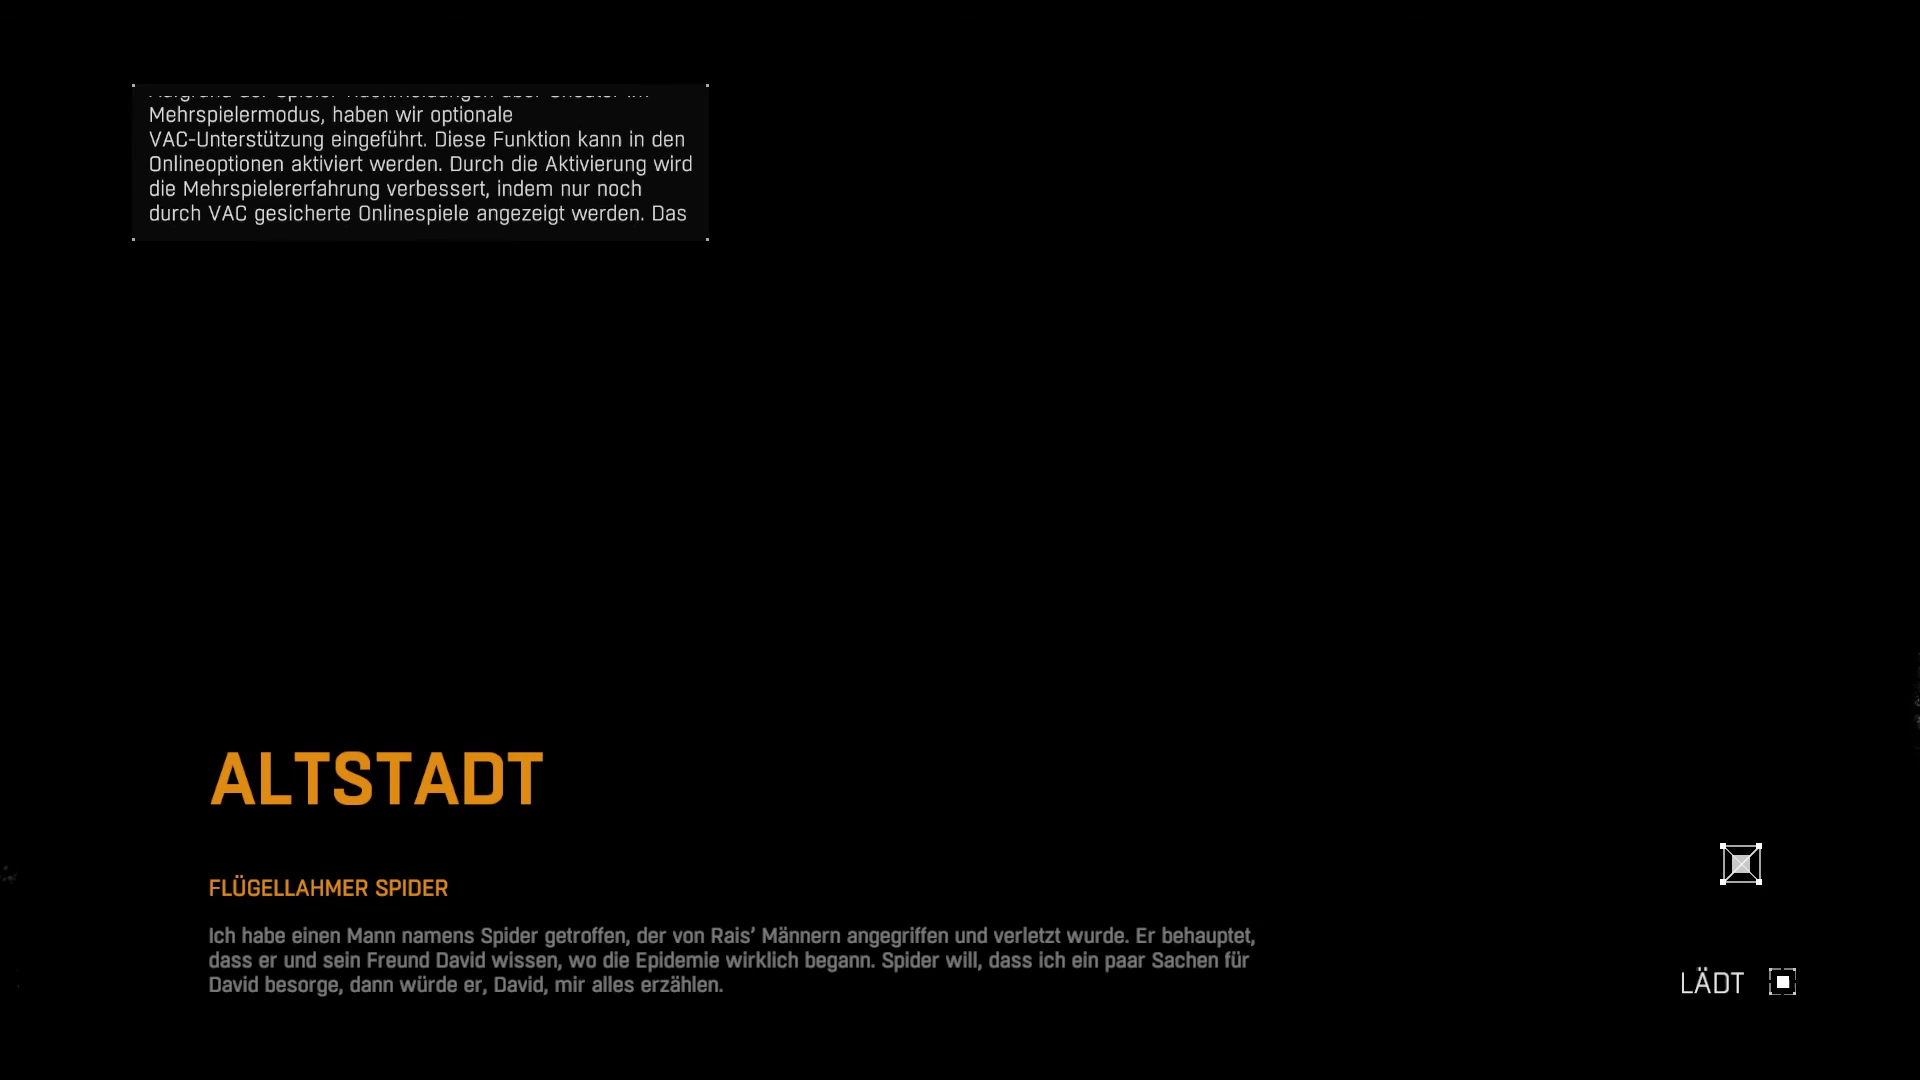 Mehrspielermodus, haben wir optionale
VAC-Unterstützung eingeführt. Diese Funktion kann in den
Onlineoptionen aktiviert werden. Durch die Aktivierung wird
die Mehrspielererfahrung verbessert, indem nur noch
durch VAC gesicherte Onlinespiele angezeigt werden. Das
ALTSTADT
FLÜGELLAHMER SPIDER
Ich habe einen Mann namens Spider getroffen, der von Rais’ Männern angegriffen und verletzt wurde. Er behauptet,
dass er und sein Freund David wissen, wo die Epidemie wirklich begann. Spider will, dass ich ein paar Sachen für
David besorge, dann würde er, David, mir alles erzählen.
LÄDT